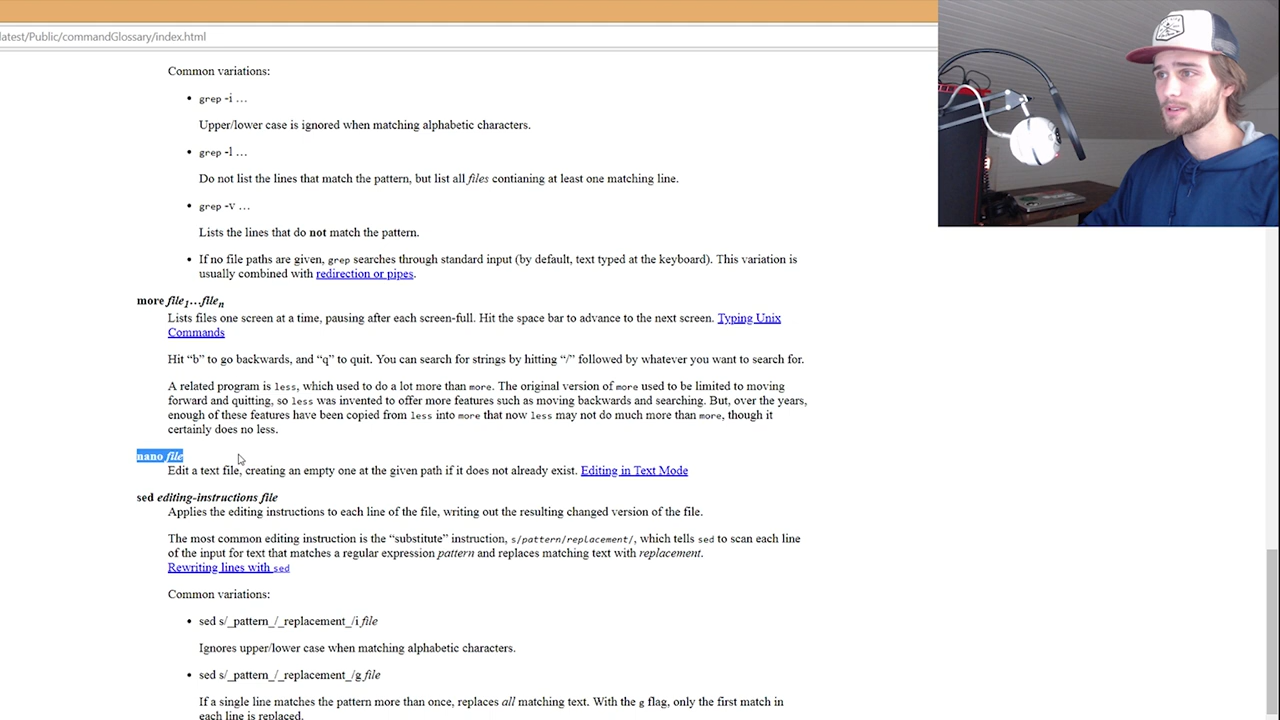 latest/Public/commandGlossary/index.html
Common variations:
• grep -i …
Upper/lower case is ignored when matching alphabetic characters.
• grep -l …
Do not list the lines that match the pattern, but list all files contianing at least one matching line.
• grep -v …
Lists the lines that do not match the pattern.
• If no file paths are given, grep searches through standard input (by default, text typed at the keyboard). This variation is
usually combined with redirection or pipes.
more file1…filen
Lists files one screen at a time, pausing after each screen-full. Hit the space bar to advance to the next screen. Typing Unix
Commands
Hit “b” to go backwards, and “q” to quit. You can search for strings by hitting “/” followed by whatever you want to search for.
A related program is less, which used to do a lot more than more. The original version of more used to be limited to moving
forward and quitting, so less was invented to offer more features such as moving backwards and searching. But, over the years,
enough of these features have been copied from less into more that now less may not do much more than more, though it
certainly does no less.
nano file
Edit a text file, creating an empty one at the given path if it does not already exist. Editing in Text Mode
sed editing-instructions file
Applies the editing instructions to each line of the file, writing out the resulting changed version of the file.
The most common editing instruction is the “substitute” instruction, s/pattern/replacement/, which tells sed to scan each line
of the input for text that matches a regular expression pattern and replaces matching text with replacement.
Rewriting lines with sed
Common variations:
• sed s/_pattern_/_replacement_/i file
Ignores upper/lower case when matching alphabetic characters.
• sed s/_pattern_/_replacement_/g file
If a single line matches the pattern more than once, replaces all matching text. With the g flag, only the first match in
each line is replaced.